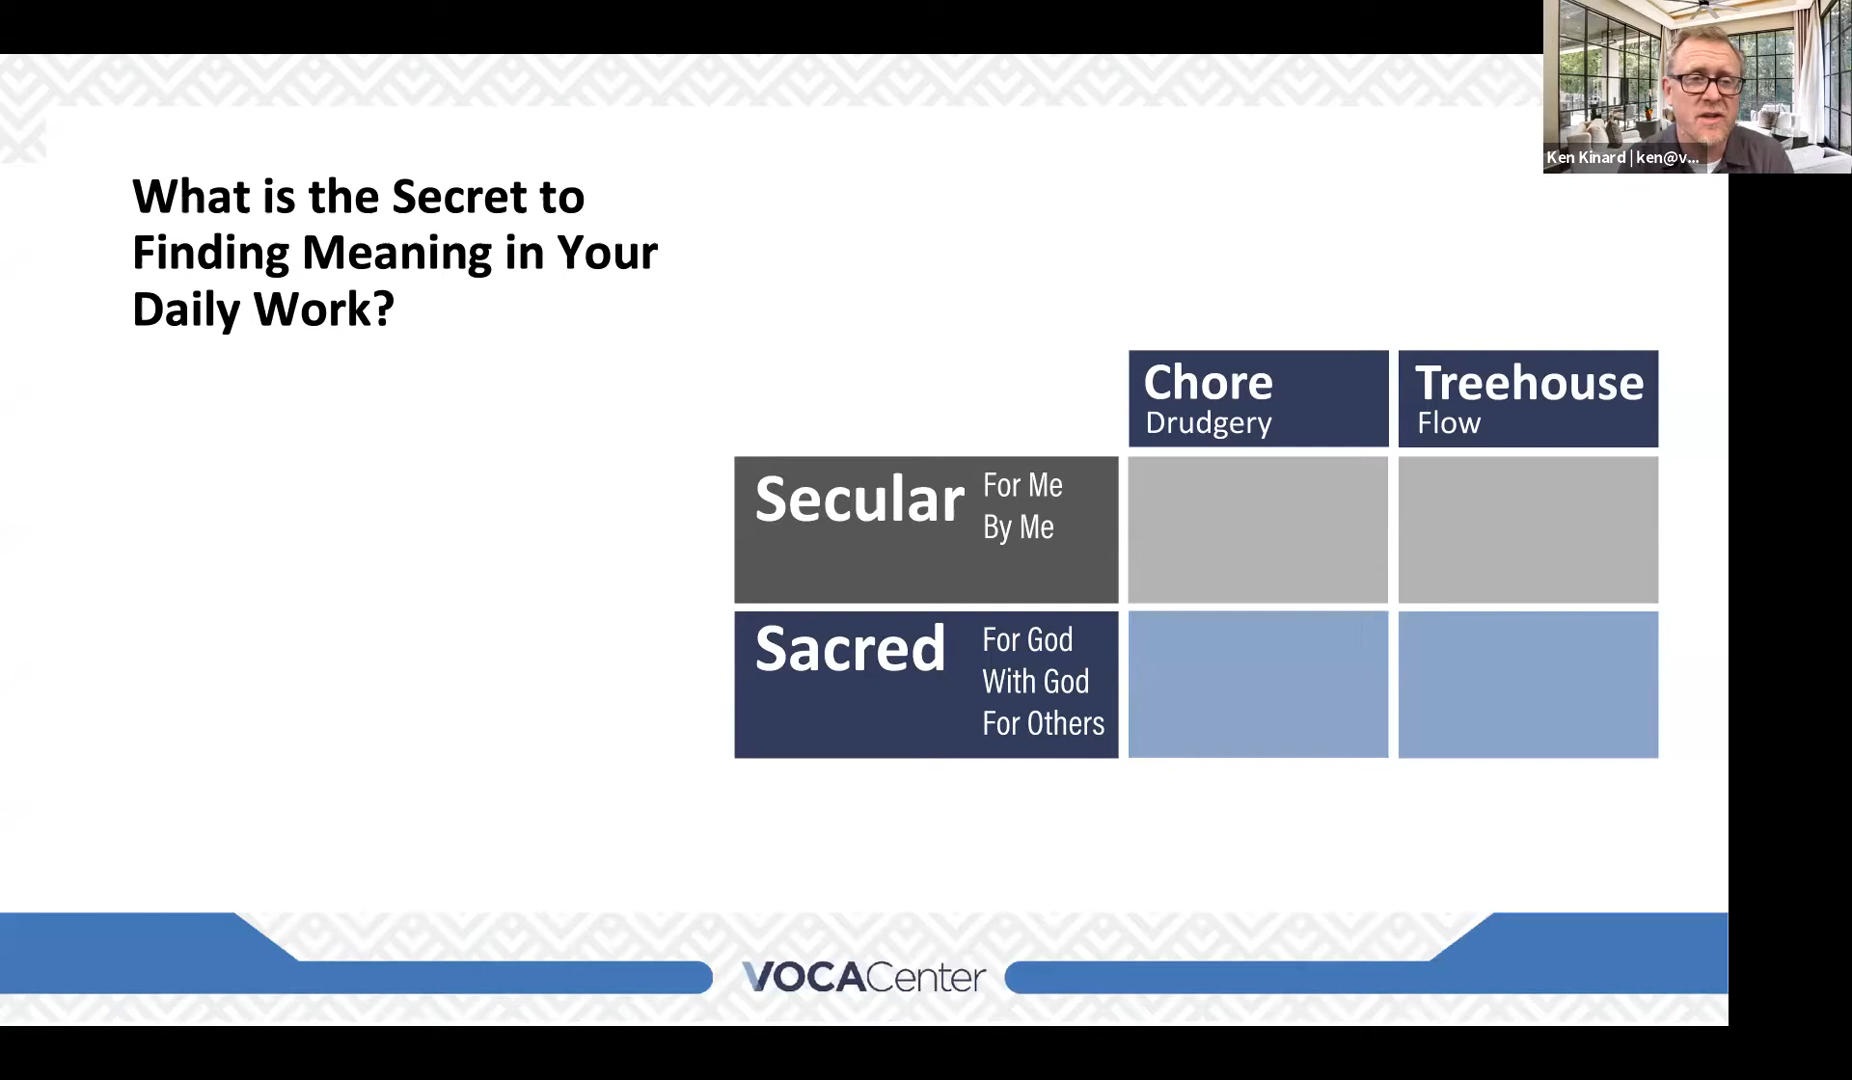 Ken Kinard | ken@v...
What is the Secret to
Finding Meaning in Your
Daily Work?
Chore
Drudgery
Treehouse
Flow
Secular
For Me
By Me
Sacred
For God
With God
For Others
VOCACenter